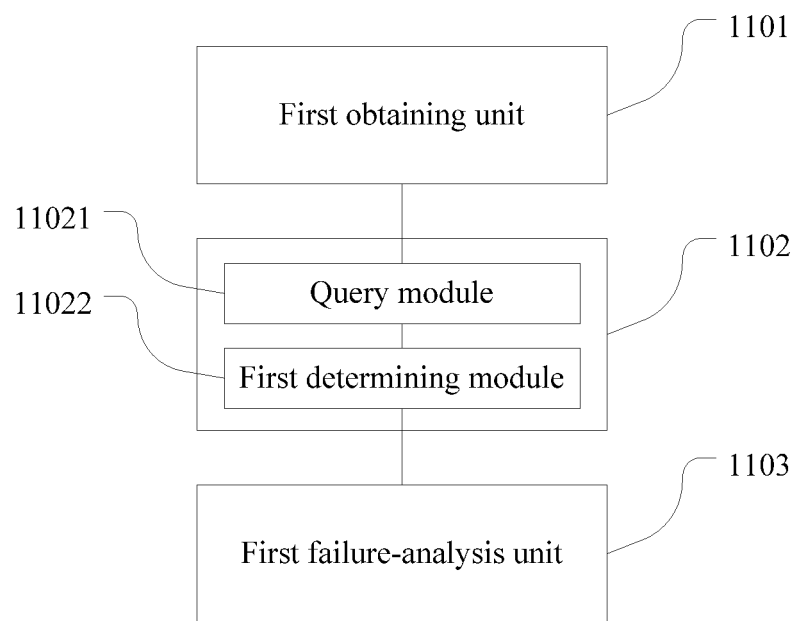 1101
First obtaining unit
11021
1102
Query module
11022
First determining module
1103
First failure-analysis unit